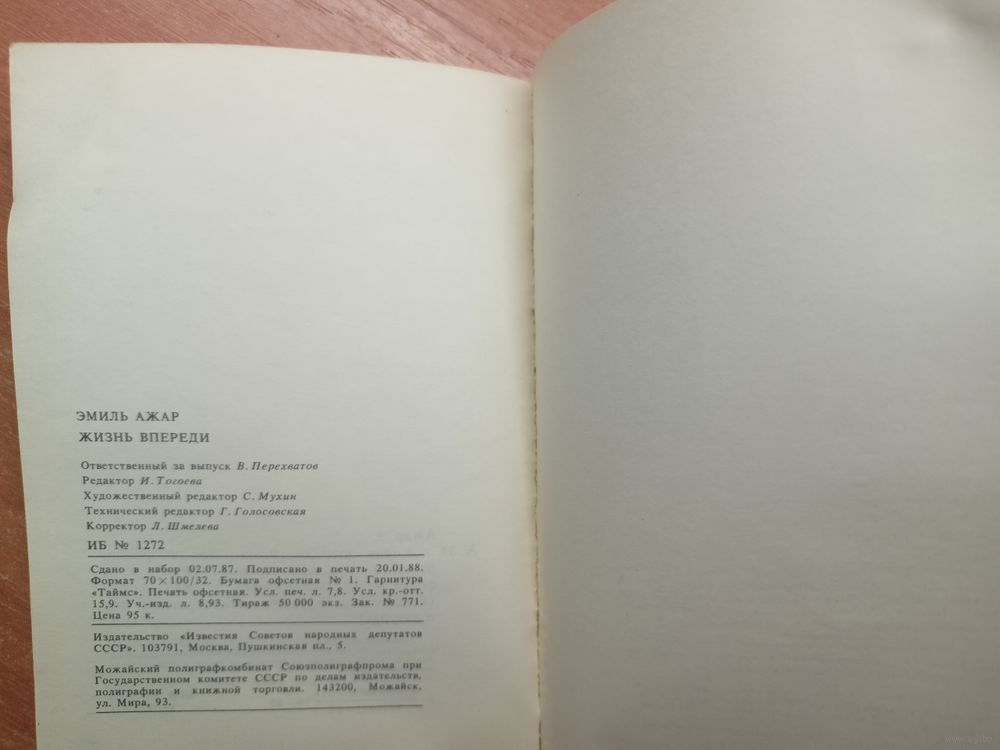 ЭМИЛЬ АЖАР
ЖИЗНЬ ВПЕРЕДИ
Ответственный за выпуск В. Перехватов
Редактор И. Тогоева
Художественный редактор С. Мухин
Технический редактор Г. Голосовская
Корректор Л. Шмелева
ИБ № 1272
Сдано в набор 02.07.87. Подписано в печать 20.01.88.
Формат 70×100/32. Бумага офсетная № 1. Гарнитура
«Таймс». Печать офсетная. Усл. печ. л. 7,8. Усл. кр.-отт.
15,9. Уч.-изд. л. 8,93. Тираж 50 000 экз. Зак. № 771.
Цена 95 к.
Издательство «Известия Советов народных депутатов
СССР». 103791, Москва, Пушкинская пл., 5.
Можайский полиграфкомбинат Союзполиграфпрома при
Государственном комитете СССР по делам издательств,
полиграфии и книжной торговли. 143200, Можайск,
ул. Мира, 93.